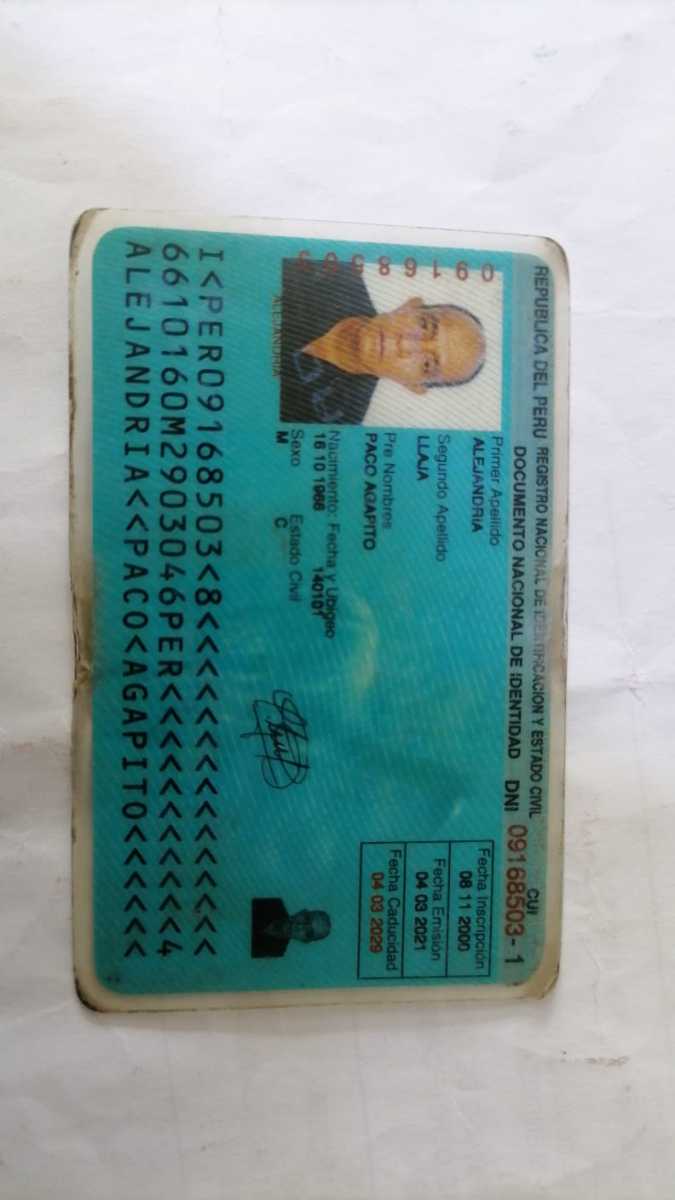 REPUBLICA DEL PERU REGISTRO NACIONAL DE IDENTIFICACION Y ESTADO CIVIL
CUI
DOCUMENTO NACIONAL DE IDENTIDAD DNI 09168503-1
Primer Apellido
ALEJANDRIA
Segundo Apellido
LLAJA
Pre Nombres
PACO AGAPITO
Nacimiento: Fecha y Ubigeo
16 10 1966 140101
Sexo Estado Civil
M C
Fecha Inscripción
08 11 2000
Fecha Emisión
04 03 2021
Fecha Caducidad
04 03 2029
ALEJANDRIA
I<PER09168503<8<<<<<<<<<<<<<<<
6610160M2903046PER<<<<<<<<<<<4
ALEJANDRIA<<PACO<AGAPITO<<<<<<